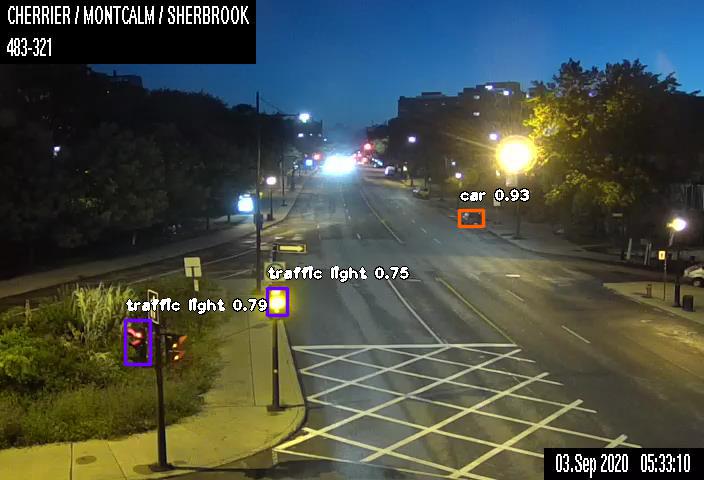 CHERRIER / MONTCALM / SHERBROOK
483-321
car 0.93
traffic light 0.75
traffic light 0.79
03.Sep 2020 05:33:10